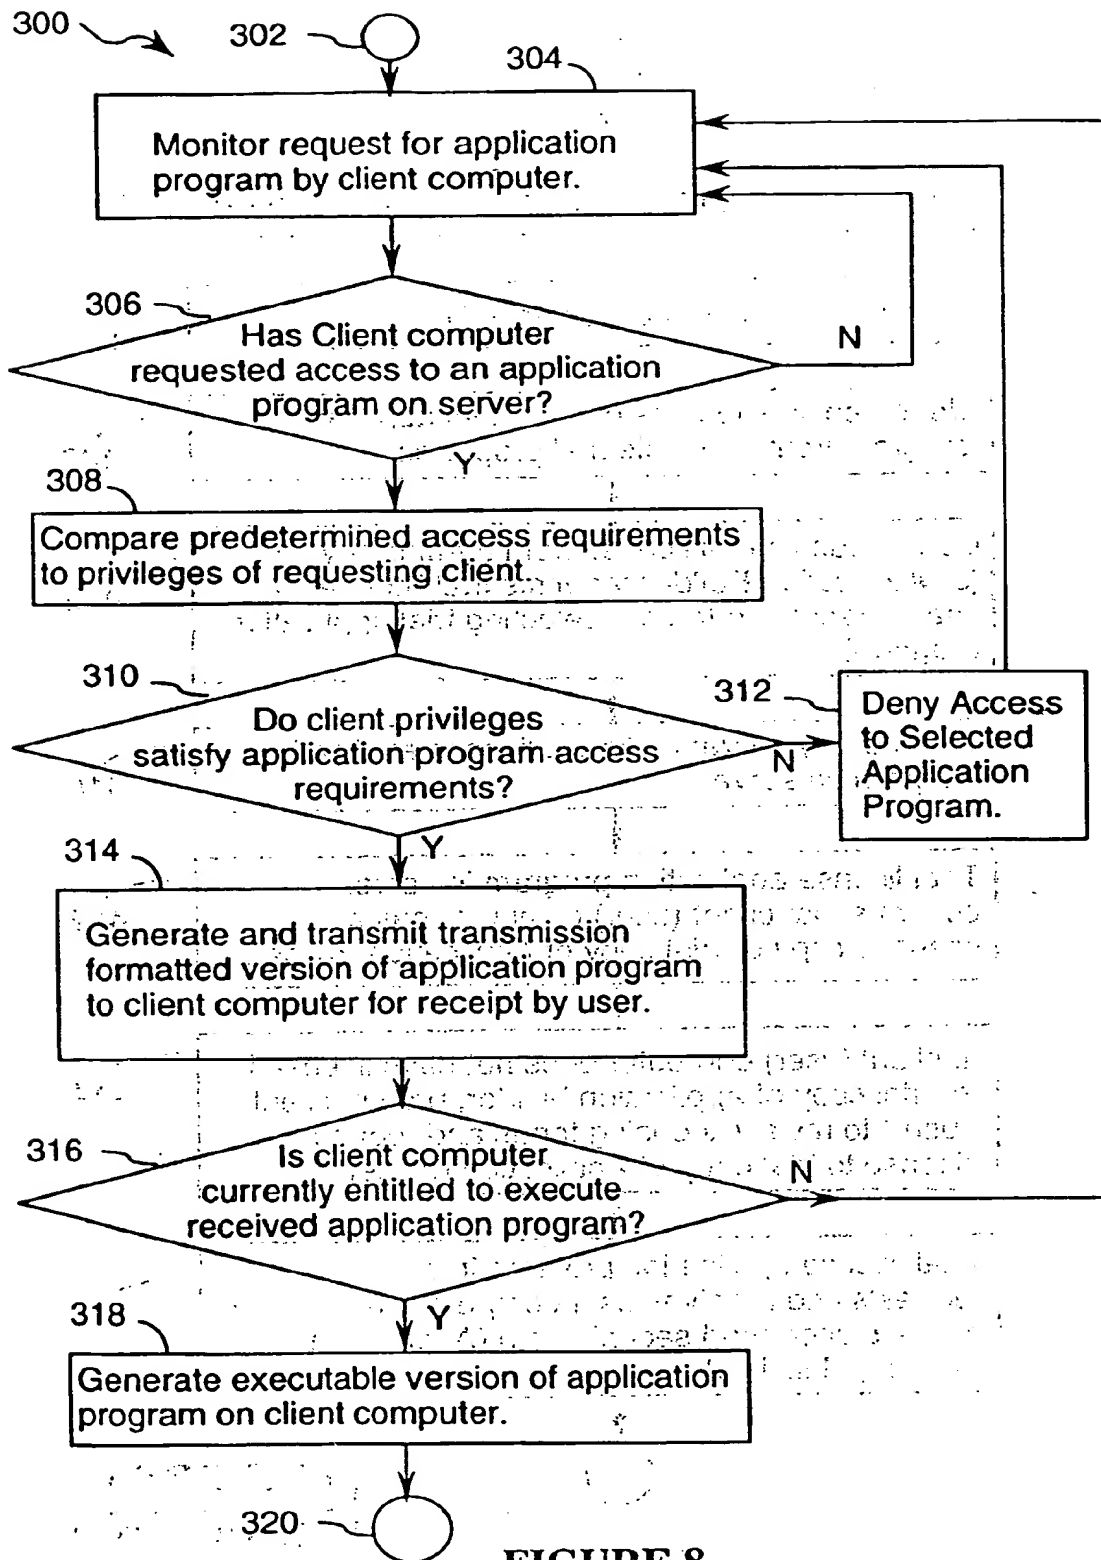 300
302
304
Monitor request for application
program by client computer.
306
Has Client computer
requested access to an application
program on server?
N
Y
308
Compare predetermined access requirements
to privileges of requesting client.
310
Do client privileges
satisfy application program access
requirements?
N
312
Deny Access
to Selected
Application
Program.
Y
314
Generate and transmit transmission
formatted version of application program
to client computer for receipt by user.
316
Is client computer
currently entitled to execute
received application program?
N
Y
318
Generate executable version of application
program on client computer.
320
FIGURE 8